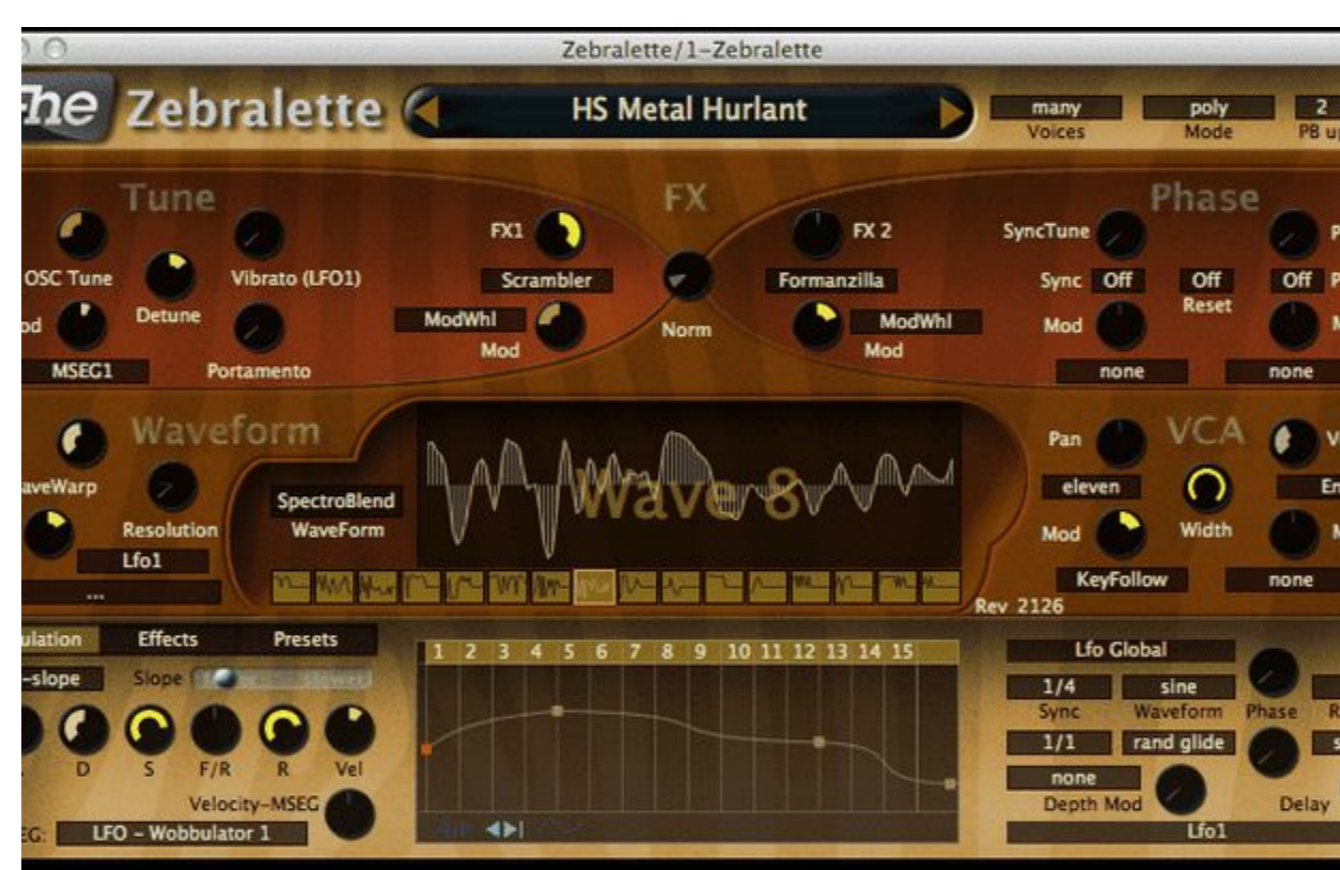 Zebralette/1-Zebralette
Zebralette
HS Metal Hurlant
many
Voices
poly
Mode
2
PB up
Tune
FX
Phase
OSC Tune
Detune
Vibrato (LFO1)
MSEG1
Portamento
FX1
Scrambler
ModWhl
Mod
Norm
FX 2
Formanzilla
ModWhl
Mod
SyncTune
Sync Off
Off
Reset
Off
Mod
none
none
Waveform
Resolution
Lfo1
...
SpectroBlend
WaveForm
Wave 8
VCA
Pan
eleven
Width
Mod
KeyFollow
none
Rev 2126
Effects
Presets
-slope
Slope
slower
D
S
F/R
R
Vel
Velocity-MSEG
LFO - Wobbulator 1
1 2 3 4 5 6 7 8 9 10 11 12 13 14 15
Lfo Global
1/4
sine
Sync
Waveform
Phase
1/1
rand glide
none
Depth Mod
Delay
Lfo1